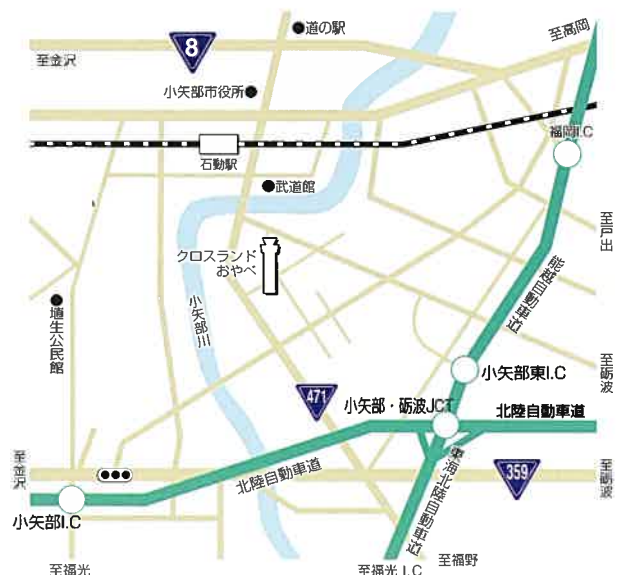 道の駅
至高岡
8
至金沢
小矢部市役所
福岡I.C
石動駅
武道館
至戸出
クロスランド
おやべ
能越自動車道
小矢部川
埴生公民館
至砺波
小矢部東I.C
471
小矢部・砺波JCT
北陸自動車道
至金沢
北陸自動車道
東海北陸自動車道
359
至砺波
小矢部I.C
至福光
至福光 I.C
至福野